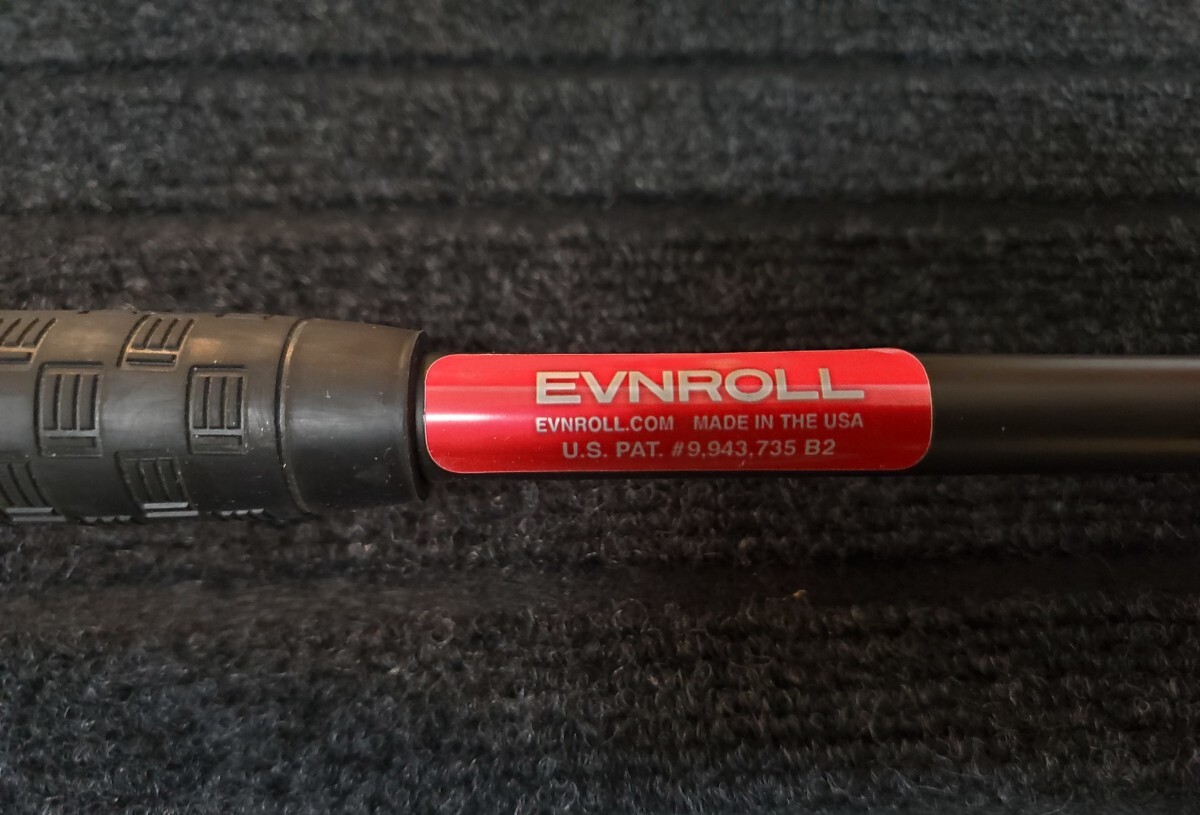 EVNROLL
EVNROLL.COM MADE IN THE USA
U.S. PAT. #9,943,735 B2